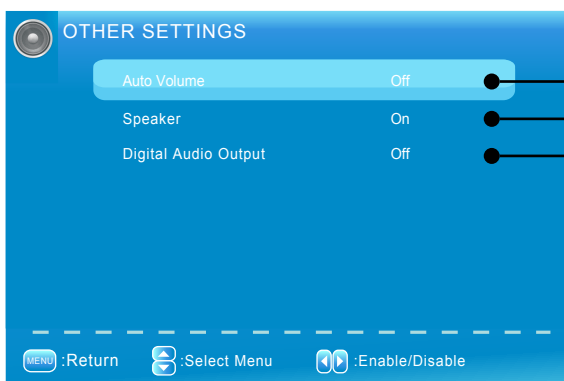 OTHER SETTINGS
Auto Volume Off
Speaker On
Digital Audio Output Off
MENU :Return :Select Menu :Enable/Disable